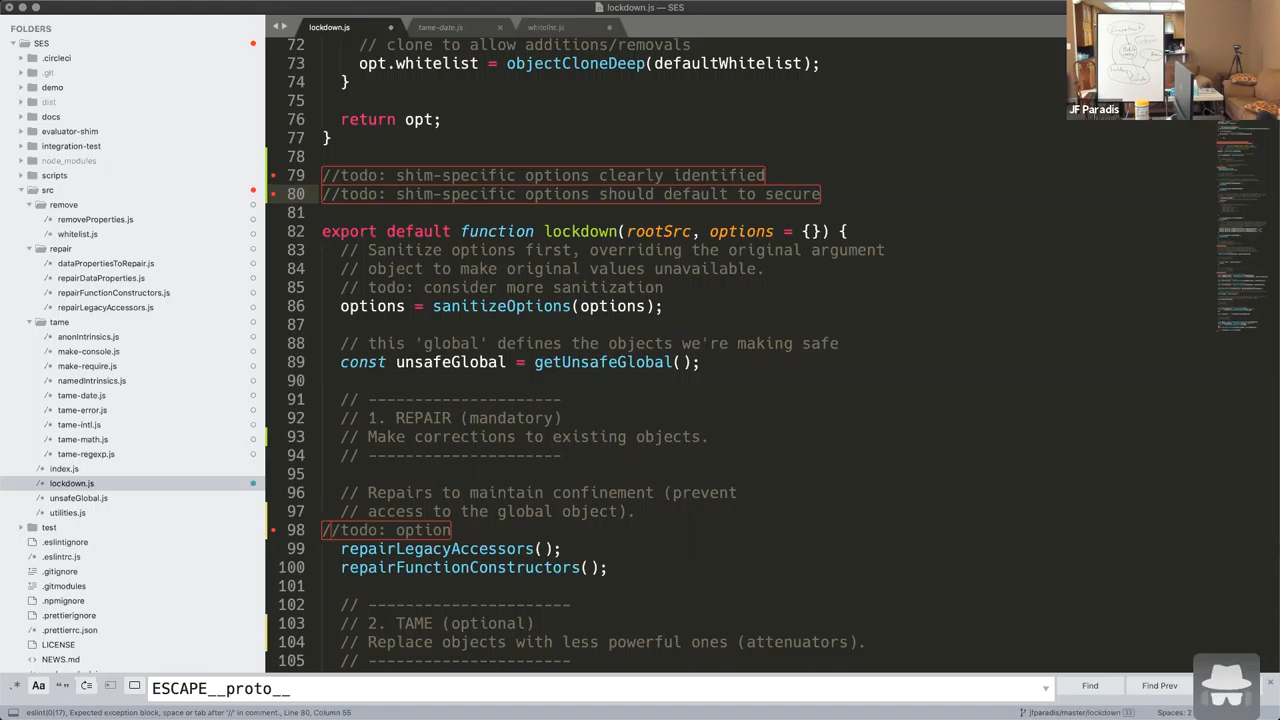 lockdown.js — SES
FOLDERS
SES
.circleci
.git
demo
dist
docs
evaluator-shim
integration-test
node_modules
scripts
src
remove
removeProperties.js
whitelist.js
repair
dataPropertiesToRepair.js
repairDataProperties.js
repairFunctionConstructors.js
repairLegacyAccessors.js
tame
anonIntrinsics.js
make-console.js
make-require.js
namedIntrinsics.js
tame-date.js
tame-error.js
tame-intl.js
tame-math.js
tame-regexp.js
index.js
lockdown.js
unsafeGlobal.js
utilities.js
test
.eslintignore
.eslintrc.js
.gitignore
.gitmodules
.npmignore
.prettierignore
.prettierrc.json
LICENSE
NEWS.md
lockdown.js
tame-date.js
whitelist.js
72 // clone to allow additions/removals
73 opt.whitelist = objectCloneDeep(defaultWhitelist);
74 }
75
76 return opt;
77 }
78
79 //todo: shim-specific options clearly identified
80 //todo: shim-specific options should default to secure
81
82 export default function lockdown(rootSrc, options = {}) {
83 // Sanitize options first, overriding the original argument
84 // object to make original values unavailable.
85 // todo: consider more sanitization
86 options = sanitizeOptions(options);
87
88 // this 'global' defines the objects we're making safe
89 const unsafeGlobal = getUnsafeGlobal();
90
91 // ---------------------
92 // 1. REPAIR (mandatory)
93 // Make corrections to existing objects.
94 // ---------------------
95
96 // Repairs to maintain confinement (prevent
97 // access to the global object).
98 //todo: option
99 repairLegacyAccessors();
100 repairFunctionConstructors();
101
102 // ----------------------
103 // 2. TAME (optional)
104 // Replace objects with less powerful ones (attenuators).
105 // ----------------------
JF Paradis
.* Aa “” ESCAPE__proto__ Find Find Prev
eslint(0|17), Expected exception block, space or tab after '//' in comment., Line 80, Column 55
jfparadis/master/lockdown 33 Spaces: 2